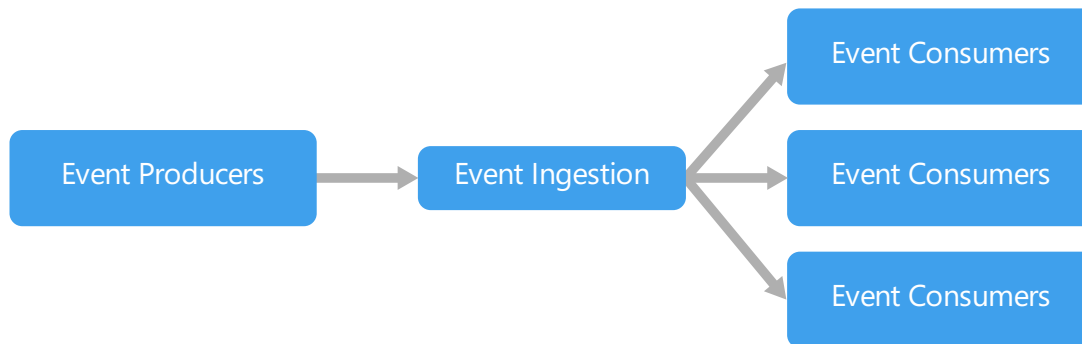 Event Consumers
Event Producers
Event Ingestion
Event Consumers
Event Consumers